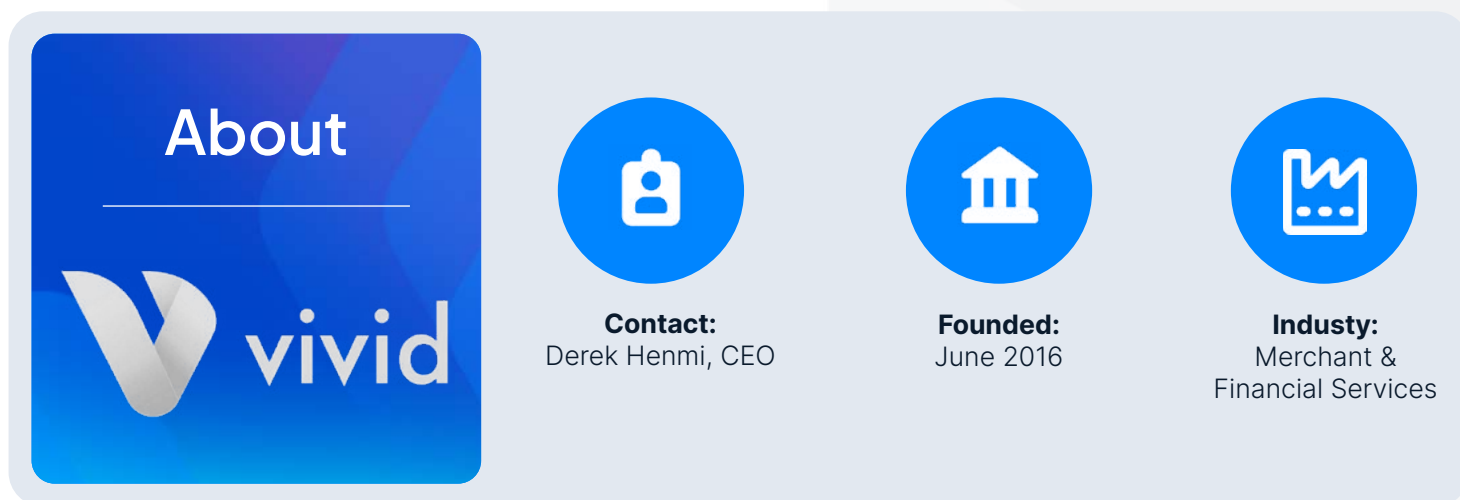 About
vivid
Contact:
Derek Henmi, CEO
Founded:
June 2016
Industy:
Merchant &
Financial Services